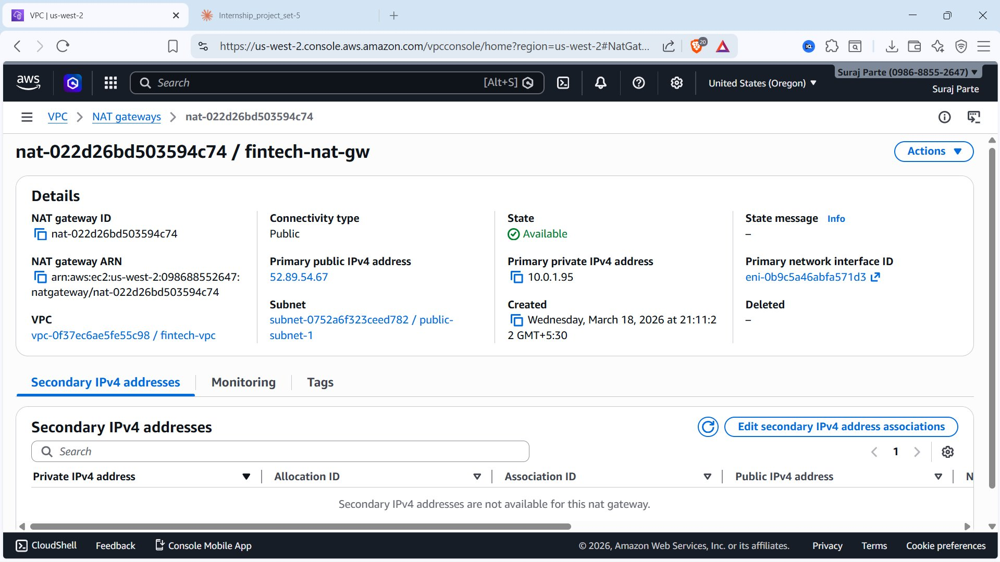 VPC | us-west-2
Internship_project_set-5
https://us-west-2.console.aws.amazon.com/vpcconsole/home?region=us-west-2#NatGat...
20
aws
Search
[Alt+S]
United States (Oregon)
Suraj Parte (0986-8855-2647)
Suraj Parte
VPC
NAT gateways
nat-022d26bd503594c74
nat-022d26bd503594c74 / fintech-nat-gw
Actions
Details
NAT gateway ID
nat-022d26bd503594c74
Connectivity type
Public
State
Available
State message Info
–
NAT gateway ARN
arn:aws:ec2:us-west-2:098688552647:
natgateway/nat-022d26bd503594c74
Primary public IPv4 address
52.89.54.67
Primary private IPv4 address
10.0.1.95
Primary network interface ID
eni-0b9c5a46abfa571d3
VPC
vpc-0f37ec6ae5fe55c98 / fintech-vpc
Subnet
subnet-0752a6f323ceed782 / public-
subnet-1
Created
Wednesday, March 18, 2026 at 21:11:2
2 GMT+5:30
Deleted
–
Secondary IPv4 addresses
Monitoring
Tags
Secondary IPv4 addresses
Edit secondary IPv4 address associations
Search
1
Private IPv4 address
Allocation ID
Association ID
Public IPv4 address
N
Secondary IPv4 addresses are not available for this nat gateway.
CloudShell
Feedback
Console Mobile App
© 2026, Amazon Web Services, Inc. or its affiliates.
Privacy
Terms
Cookie preferences